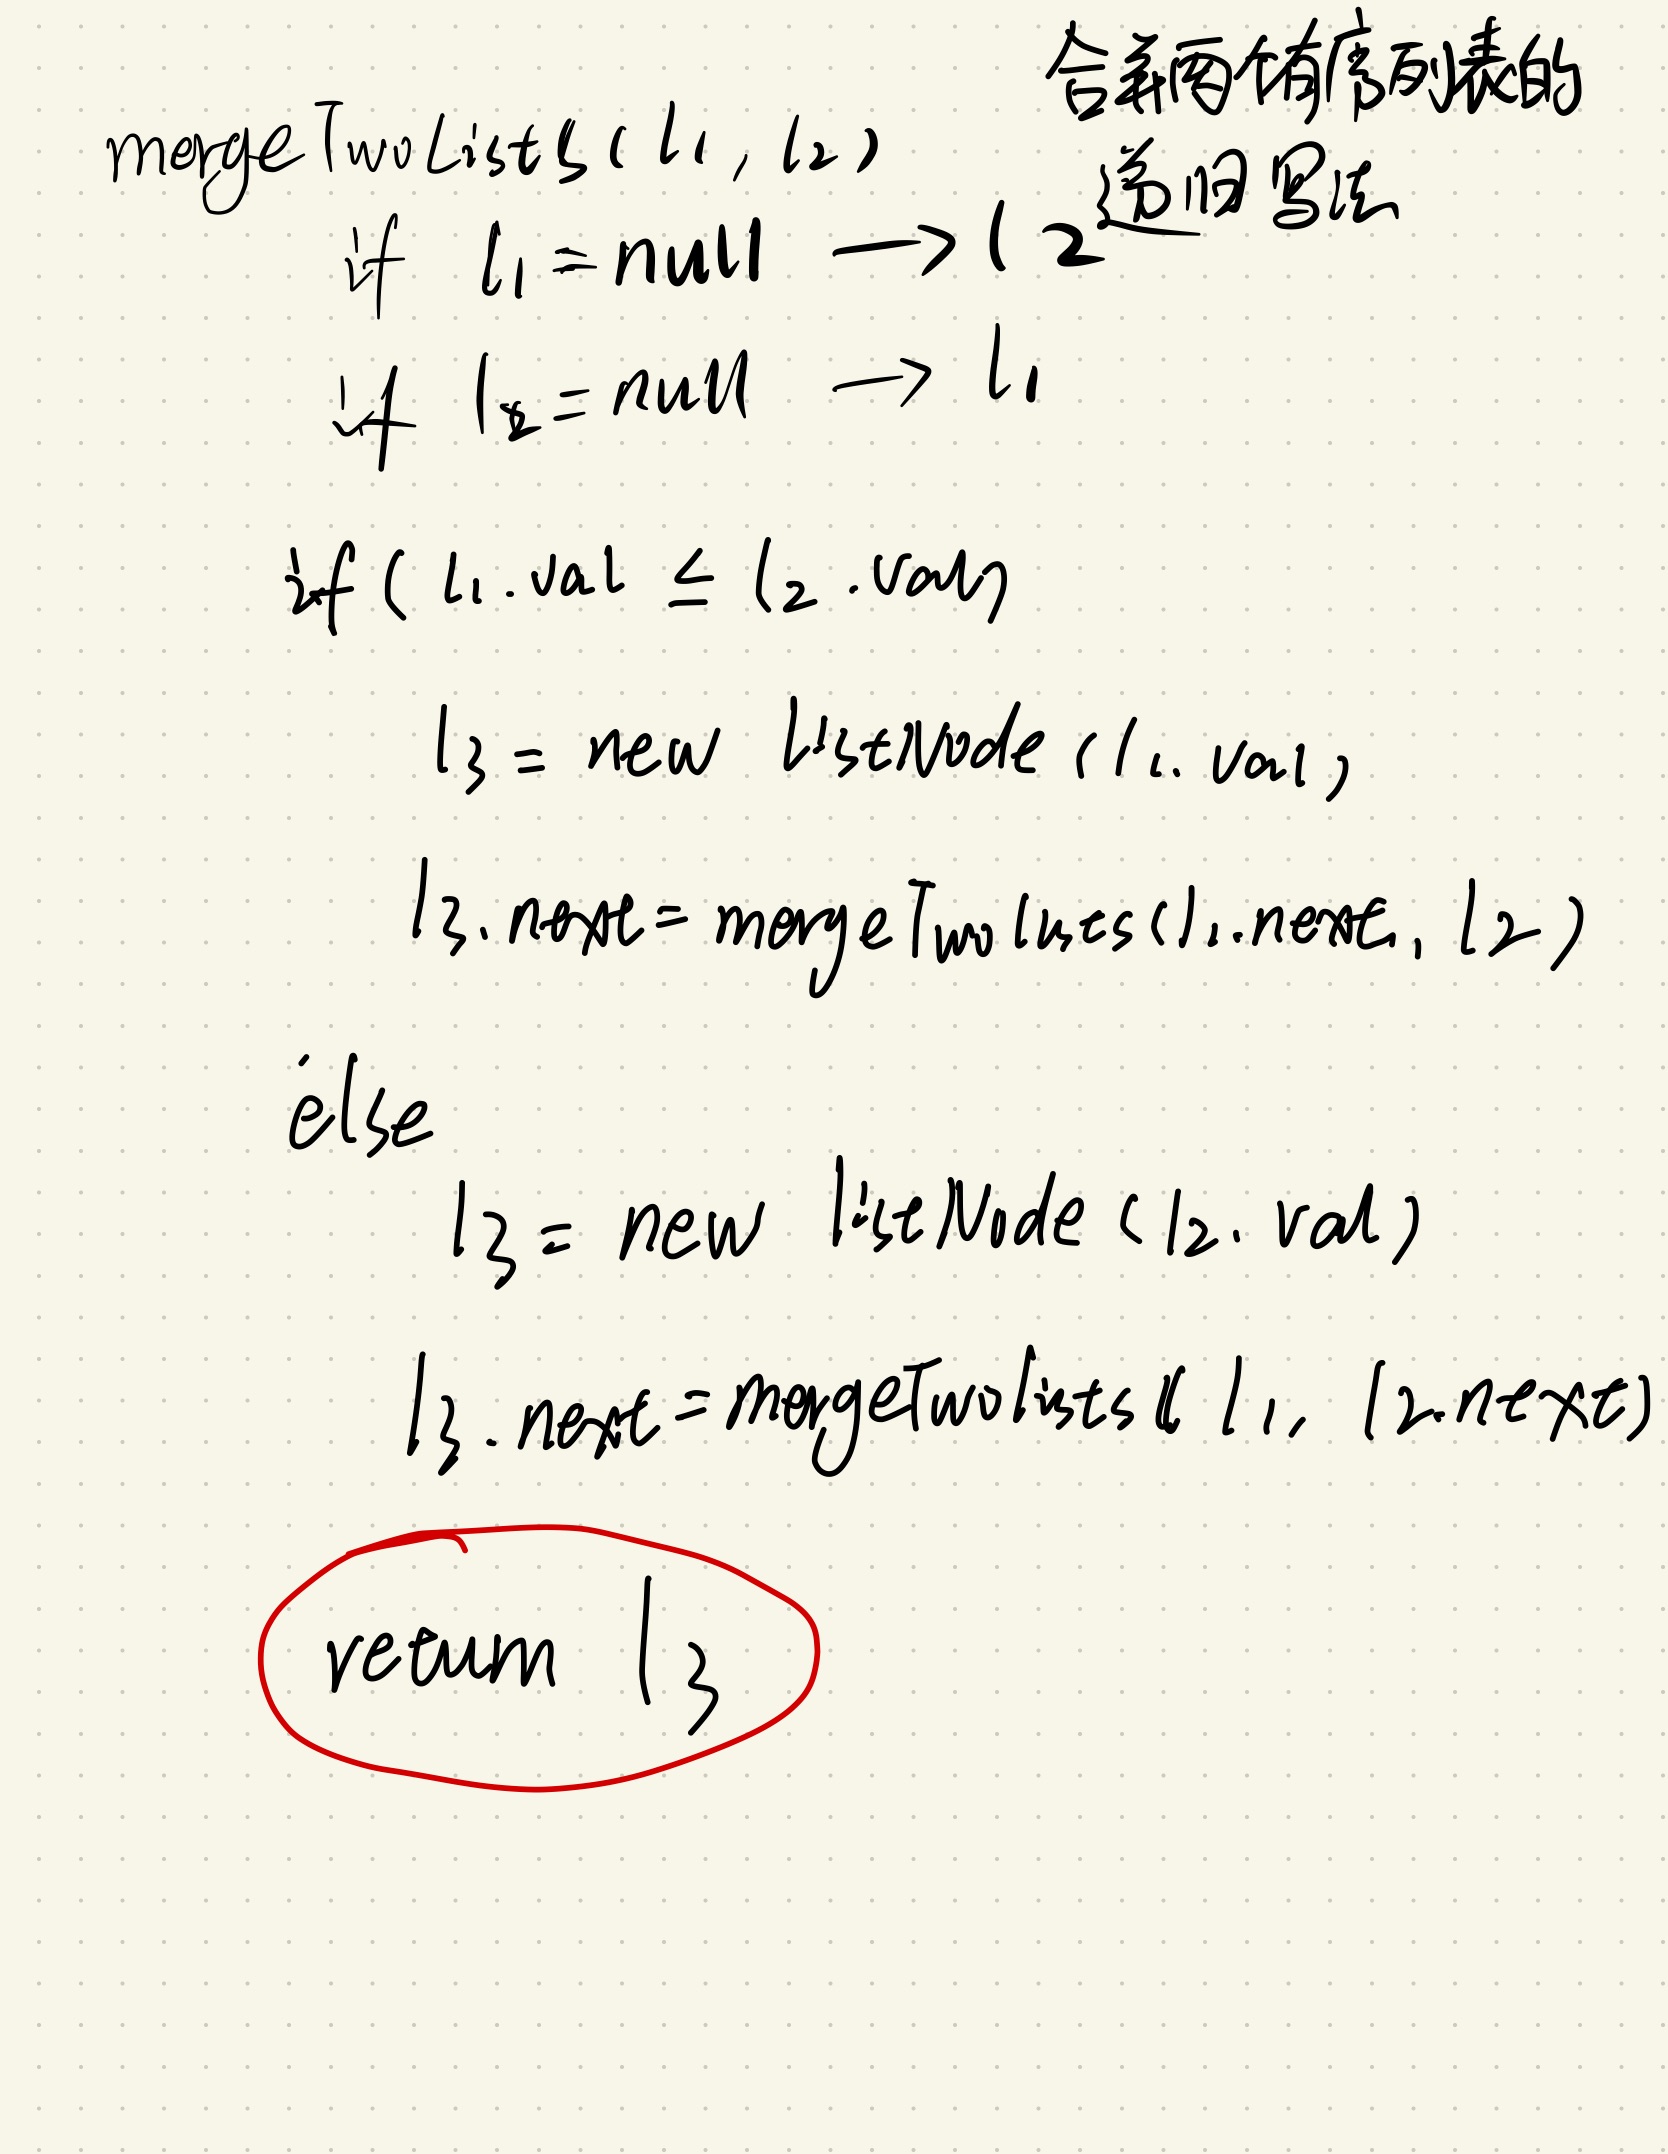 合并两个有序列表的
递归写法
mergeTwoLists(l1, l2)
if l1 = null → l2
if l2 = null → l1
if (l1.val ≤ l2.val)
l3 = new listNode(l1.val)
l3.next = mergeTwoLists(l1.next, l2)
else
l3 = new listNode(l2.val)
l3.next = mergeTwolists(l1, l2.next)
return l3